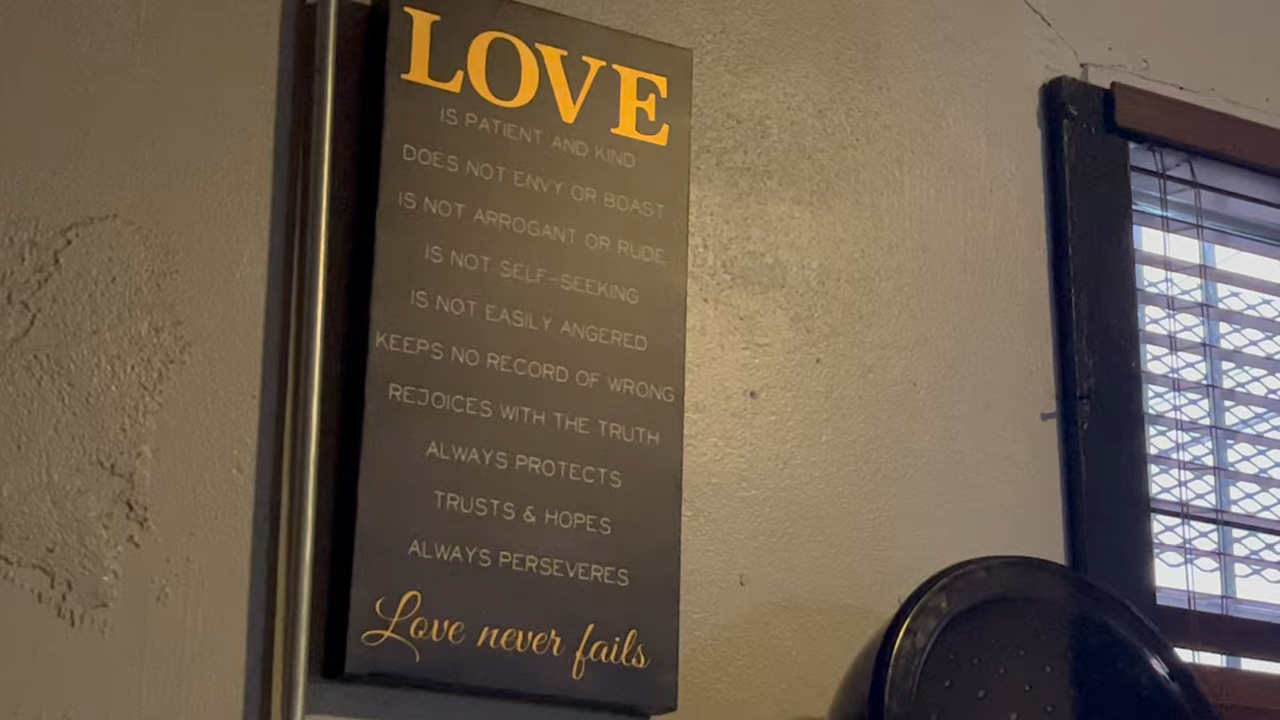 LOVE
IS PATIENT AND KIND
DOES NOT ENVY OR BOAST
IS NOT ARROGANT OR RUDE
IS NOT SELF-SEEKING
IS NOT EASILY ANGERED
KEEPS NO RECORD OF WRONG
REJOICES WITH THE TRUTH
ALWAYS PROTECTS
TRUSTS & HOPES
ALWAYS PERSEVERES
Love never fails